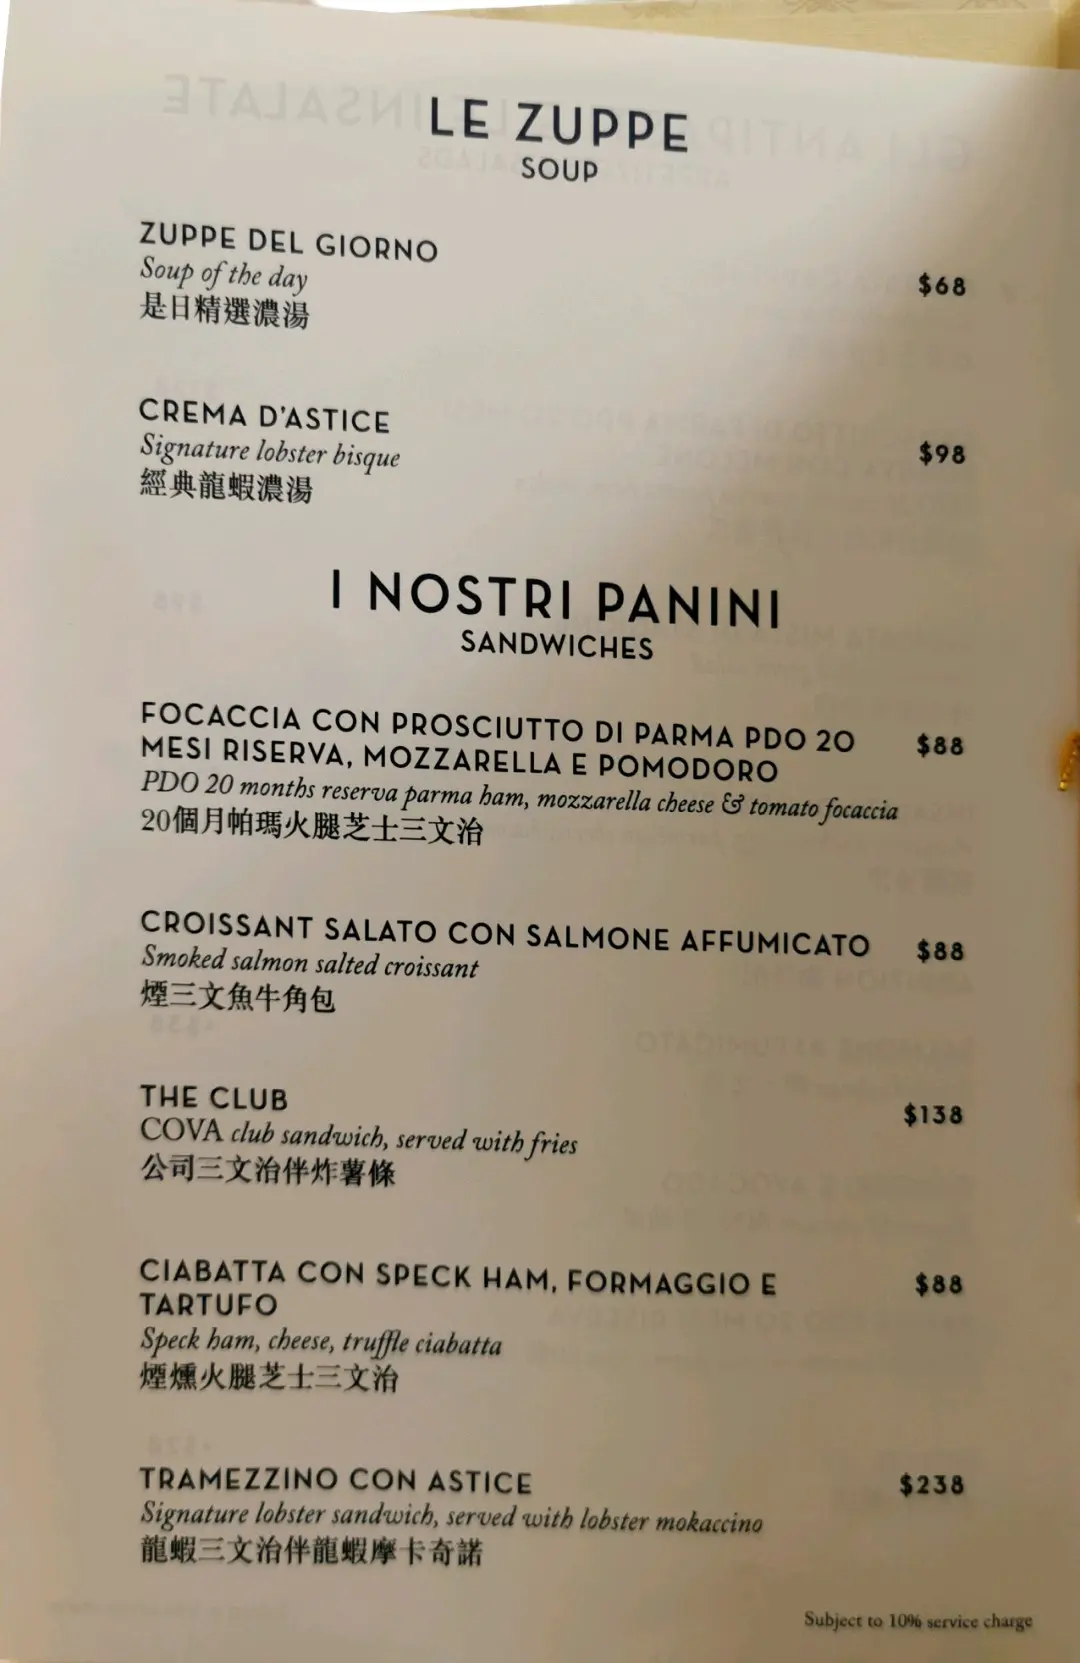 LE ZUPPE
SOUP
ZUPPE DEL GIORNO
Soup of the day
$68
是日精選濃湯
CREMA D'ASTICE
Signature lobster bisque
$98
經典龍蝦濃湯
I NOSTRI PANINI
SANDWICHES
FOCACCIA CON PROSCIUTTO DI PARMA PDO 20
$88
MESI RISERVA, MOZZARELLA E POMODORO
PDO 20 months reserva parma ham, mozzarella cheese & tomato focaccia
20個月帕瑪火腿芝士三文治
CROISSANT SALATO CON SALMONE AFFUMICATO
$88
Smoked salmon salted croissant
煙三文魚牛角包
THE CLUB
$138
COVA club sandwich, served with fries
公司三文治伴炸薯條
CIABATTA CON SPECK HAM, FORMAGGIO E
$88
TARTUFO
Speck ham, cheese, truffle ciabatta
煙燻火腿芝士三文治
TRAMEZZINO CON ASTICE
$238
Signature lobster sandwich, served with lobster mokaccino
龍蝦三文治伴龍蝦摩卡奇諾
Subject to 10% service charge